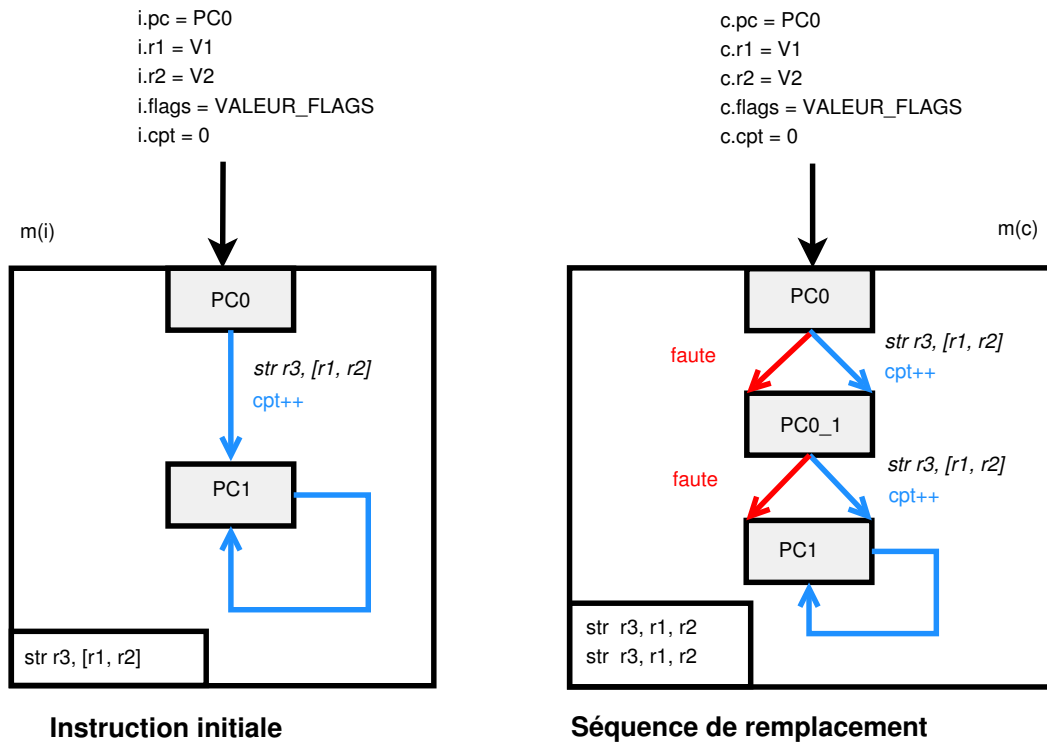 i.pc = PC0
i.r1 = V1
i.r2 = V2
i.flags = VALEUR_FLAGS
i.cpt = 0
m(i)
PC0
str r3, [r1, r2]
cpt++
PC1
str r3, [r1, r2]
Instruction initiale
c.pc = PC0
c.r1 = V1
c.r2 = V2
c.flags = VALEUR_FLAGS
c.cpt = 0
m(c)
PC0
faute
str r3, [r1, r2]
cpt++
PC0_1
faute
str r3, [r1, r2]
cpt++
PC1
str r3, r1, r2
str r3, r1, r2
Séquence de remplacement